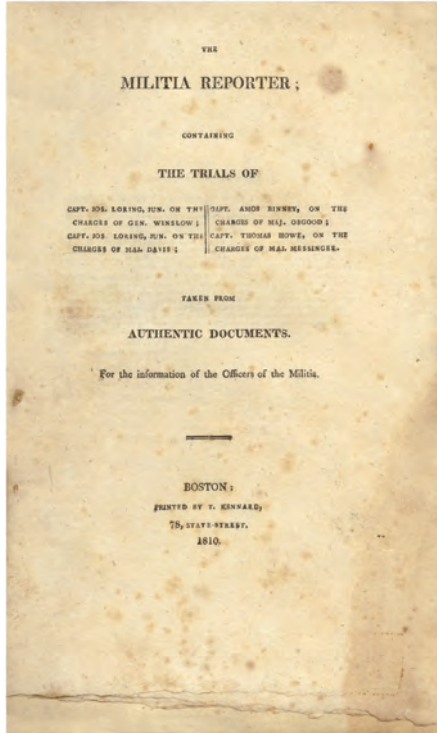 THE
MILITIA REPORTER;
CONTAINING
THE TRIALS OF
CAPT. JOS. LORING, JUN. ON THE
CHARGES OF GEN. WINSLOW;
CAPT. JOS. LORING, JUN. ON THE
CHARGES OF MAJ. DAVIS;
CAPT. AMOS BINNEY, ON THE
CHARGES OF MAJ. OSGOOD;
CAPT. THOMAS HOWE, ON THE
CHARGES OF MAJ. MESSINGER.
TAKEN FROM
AUTHENTIC DOCUMENTS.
For the information of the Officers of the Militia.
BOSTON:
PRINTED BY T. KENNARD,
78, STATE-STREET.
1810.